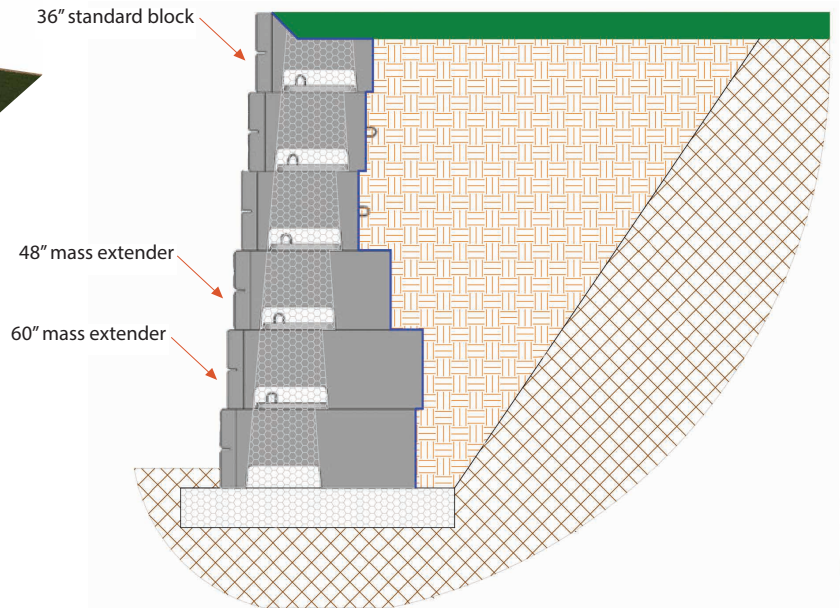 36” standard block
48” mass extender
60” mass extender